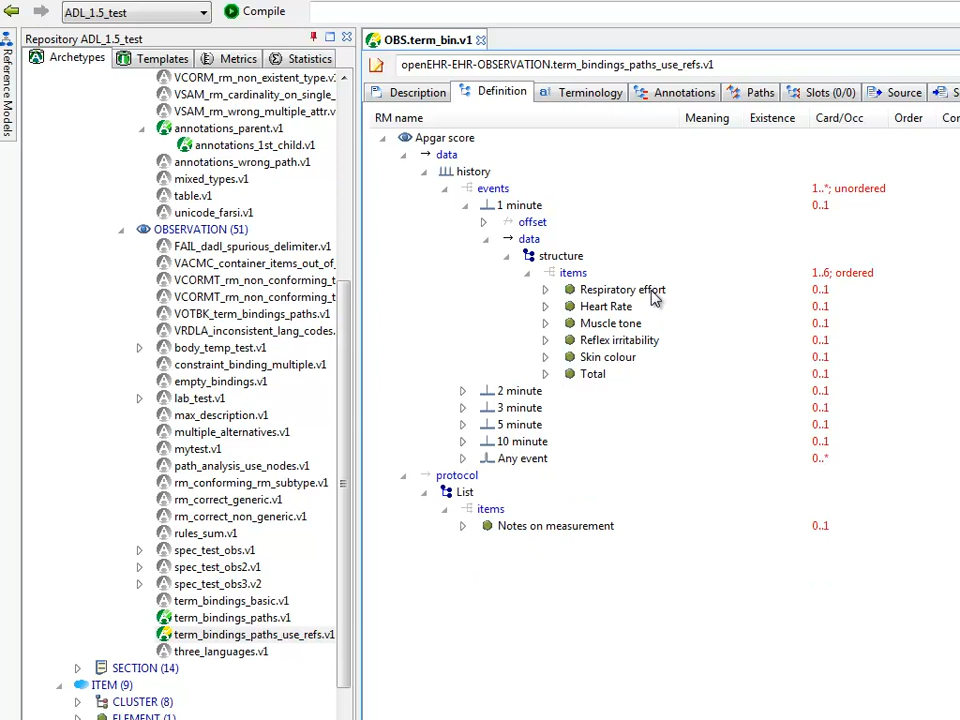 ADL_1.5_test
Compile
Reference Models
Repository ADL_1.5_test
Archetypes
Templates
Metrics
Statistics
VCORM_rm_non_existent_type.v
VSAM_rm_cardinality_on_single_
VSAM_rm_wrong_multiple_attr.v
annotations_parent.v1
annotations_1st_child.v1
annotations_wrong_path.v1
mixed_types.v1
table.v1
unicode_farsi.v1
OBSERVATION (51)
FAIL_dadl_spurious_delimiter.v1
VACMC_container_items_out_of_
VCORMT_rm_non_conforming_t
VCORMT_rm_non_conforming_t
VOTBK_term_bindings_paths.v1
VRDLA_inconsistent_lang_codes.
body_temp_test.v1
constraint_binding_multiple.v1
empty_bindings.v1
lab_test.v1
max_description.v1
multiple_alternatives.v1
mytest.v1
path_analysis_use_nodes.v1
rm_conforming_rm_subtype.v1
rm_correct_generic.v1
rm_correct_non_generic.v1
rules_sum.v1
spec_test_obs.v1
spec_test_obs2.v1
spec_test_obs3.v2
term_bindings_basic.v1
term_bindings_paths.v1
term_bindings_paths_use_refs.v1
three_languages.v1
SECTION (14)
ITEM (9)
CLUSTER (8)
ELEMENT (1)
OBS.term_bin.v1
openEHR-EHR-OBSERVATION.term_bindings_paths_use_refs.v1
Description
Definition
Terminology
Annotations
Paths
Slots (0/0)
Source
S
RM name Meaning Existence Card/Occ Order Con
Apgar score
data
history
events 1..*; unordered
1 minute 0..1
offset
data
structure
items 1..6; ordered
Respiratory effort 0..1
Heart Rate 0..1
Muscle tone 0..1
Reflex irritability 0..1
Skin colour 0..1
Total 0..1
2 minute 0..1
3 minute 0..1
5 minute 0..1
10 minute 0..1
Any event 0..*
protocol
List
items
Notes on measurement 0..1